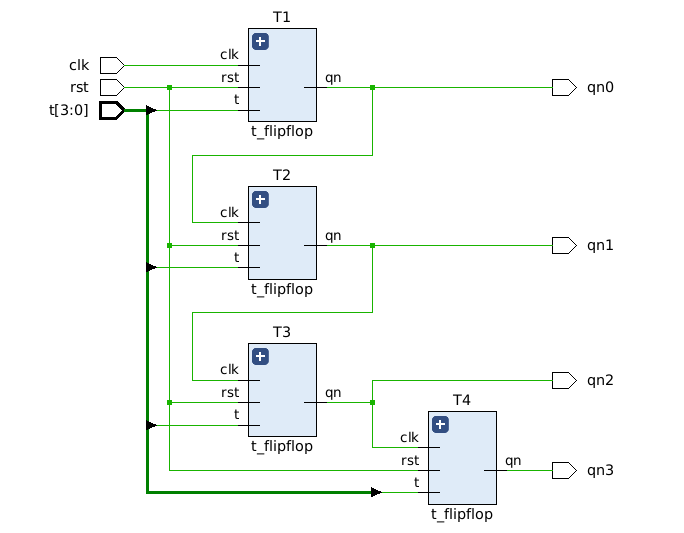 T1
clk
clk
rst
rst
qn
qn0
t[3:0]
t
t_flipflop
T2
clk
rst
qn
qn1
t
t_flipflop
T3
clk
qn2
rst
qn
T4
t
clk
t_flipflop
rst
qn
qn3
t
t_flipflop